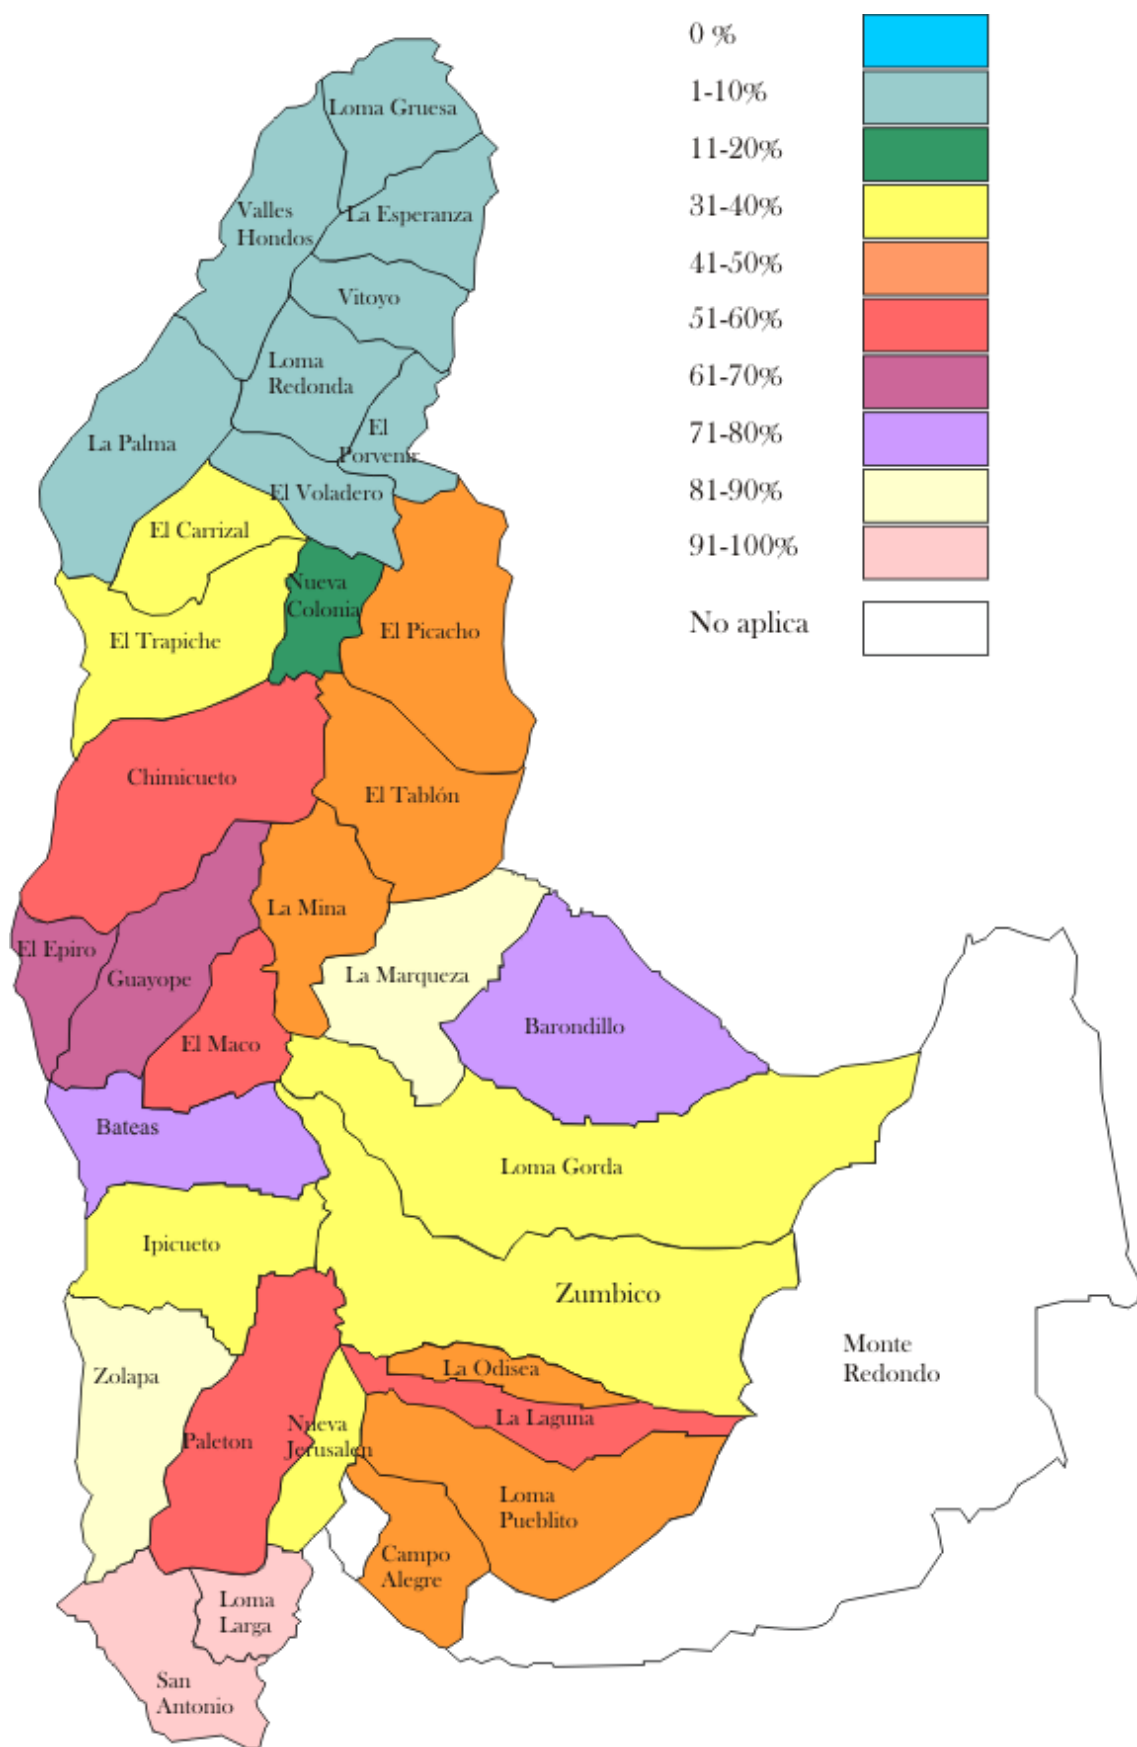 0 %
1-10%
11-20%
31-40%
41-50%
51-60%
61-70%
71-80%
81-90%
91-100%
No aplica
Loma Gruesa
Valles
Hondos
La Esperanza
Vitoyo
Loma
Redonda
La Palma
El
Porvenir
El Voladero
El Carrizal
Nueva
Colonia
El Trapiche
El Picacho
Chimicueto
El Tablón
La Mina
El Epiro
Guayope
La Marqueza
Barondillo
El Maco
Bateas
Loma Gorda
Ipicueto
Zumbico
Monte
Redondo
Zolapa
La Odisea
La Laguna
Paleton
Nueva
Jerusalen
Loma
Pueblito
Campo
Alegre
Loma
Larga
San
Antonio